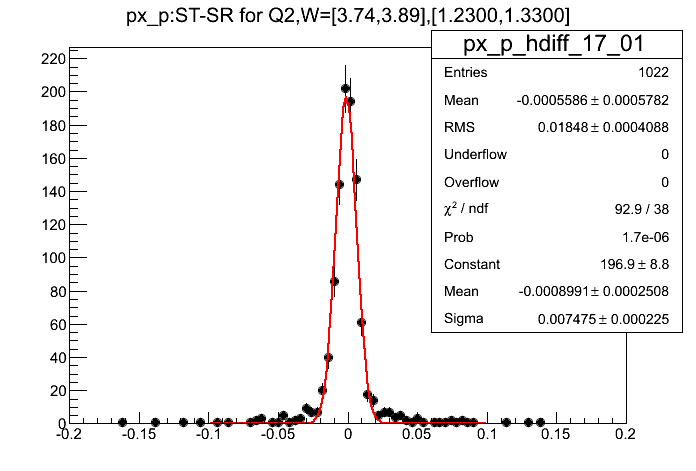 px_p:ST-SR for Q2,W=[3.74,3.89],[1.2300,1.3300]
px_p_hdiff_17_01
Entries 1022
Mean -0.0005586 ± 0.0005782
RMS 0.01848 ± 0.0004088
Underflow 0
Overflow 0
χ² / ndf 92.9 / 38
Prob 1.7e-06
Constant 196.9 ± 8.8
Mean -0.0008991 ± 0.0002508
Sigma 0.007475 ± 0.000225
220
200
180
160
140
120
100
80
60
40
20
0
-0.2 -0.15 -0.1 -0.05 0 0.05 0.1 0.15 0.2